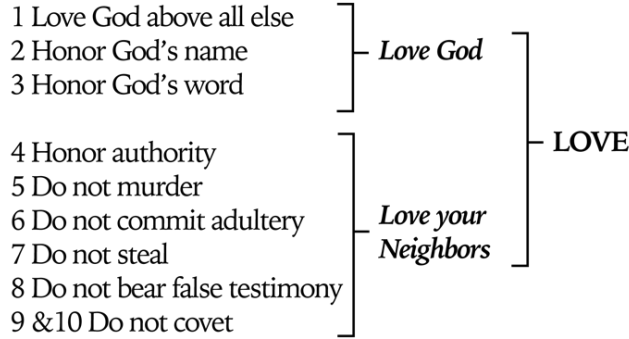 1 Love God above all else
2 Honor God's name
3 Honor God's word
Love God
4 Honor authority
5 Do not murder
6 Do not commit adultery
7 Do not steal
8 Do not bear false testimony
9 &10 Do not covet
Love your
Neighbors
LOVE